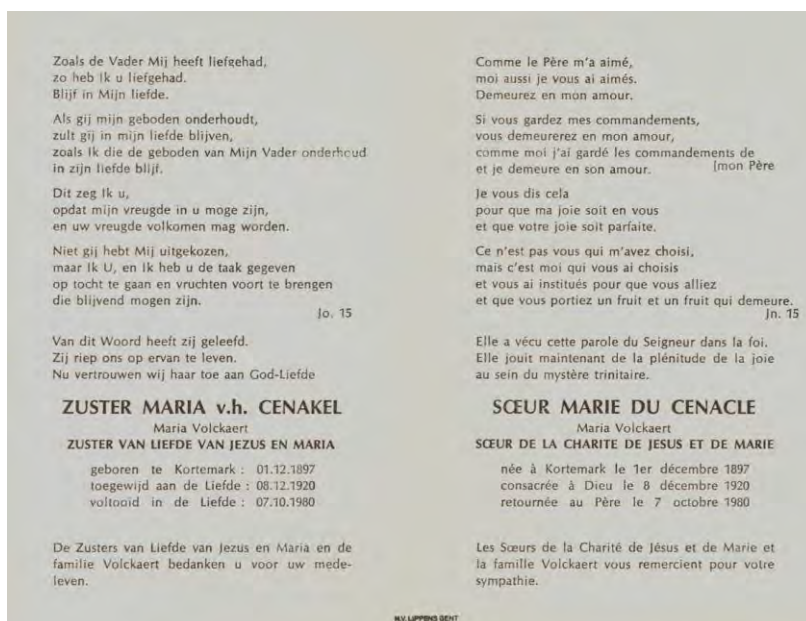 Zoals de Vader Mij heeft liefgehad,
zo heb Ik u liefgehad.
Blijf in Mijn liefde.
Als gij mijn geboden onderhoudt,
zult gij in mijn liefde blijven,
zoals Ik die de geboden van Mijn Vader onderhoud
in zijn liefde blijf.
Dit zeg Ik u,
opdat mijn vreugde in u moge zijn,
en uw vreugde volkomen mag worden.
Niet gij hebt Mij uitgekozen,
maar Ik U, en Ik heb u de taak gegeven
op tocht te gaan en vruchten voort te brengen
die blijvend mogen zijn.
Jo. 15
Van dit Woord heeft zij geleefd.
Zij riep ons op ervan te leven.
Nu vertrouwen wij haar toe aan God-Liefde
ZUSTER MARIA v.h. CENAKEL
Maria Volckaert
ZUSTER VAN LIEFDE VAN JEZUS EN MARIA
geboren te Kortemark : 01.12.1897
toegewijd aan de Liefde : 08.12.1920
voltooid in de Liefde : 07.10.1980
De Zusters van Liefde van Jezus en Maria en de
familie Volckaert bedanken u voor uw mede-
leven.
Comme le Père m'a aimé,
moi aussi je vous ai aimés.
Demeurez en mon amour.
Si vous gardez mes commandements,
vous demeurerez en mon amour,
comme moi j'ai gardé les commandements de
et je demeure en son amour. [mon Père
Je vous dis cela
pour que ma joie soit en vous
et que votre joie soit parfaite.
Ce n'est pas vous qui m'avez choisi,
mais c'est moi qui vous ai choisis
et vous ai institués pour que vous alliez
et que vous portiez un fruit et un fruit qui demeure.
Jn. 15
Elle a vécu cette parole du Seigneur dans la foi.
Elle jouit maintenant de la plénitude de la joie
au sein du mystère trinitaire.
SŒUR MARIE DU CENACLE
Maria Volckaert
SŒUR DE LA CHARITE DE JESUS ET DE MARIE
née à Kortemark le 1er décembre 1897
consacrée à Dieu le 8 décembre 1920
retournée au Père le 7 octobre 1980
Les Sœurs de la Charité de Jésus et de Marie et
la famille Volckaert vous remercient pour votre
sympathie.
N.V. LIPPENS GENT